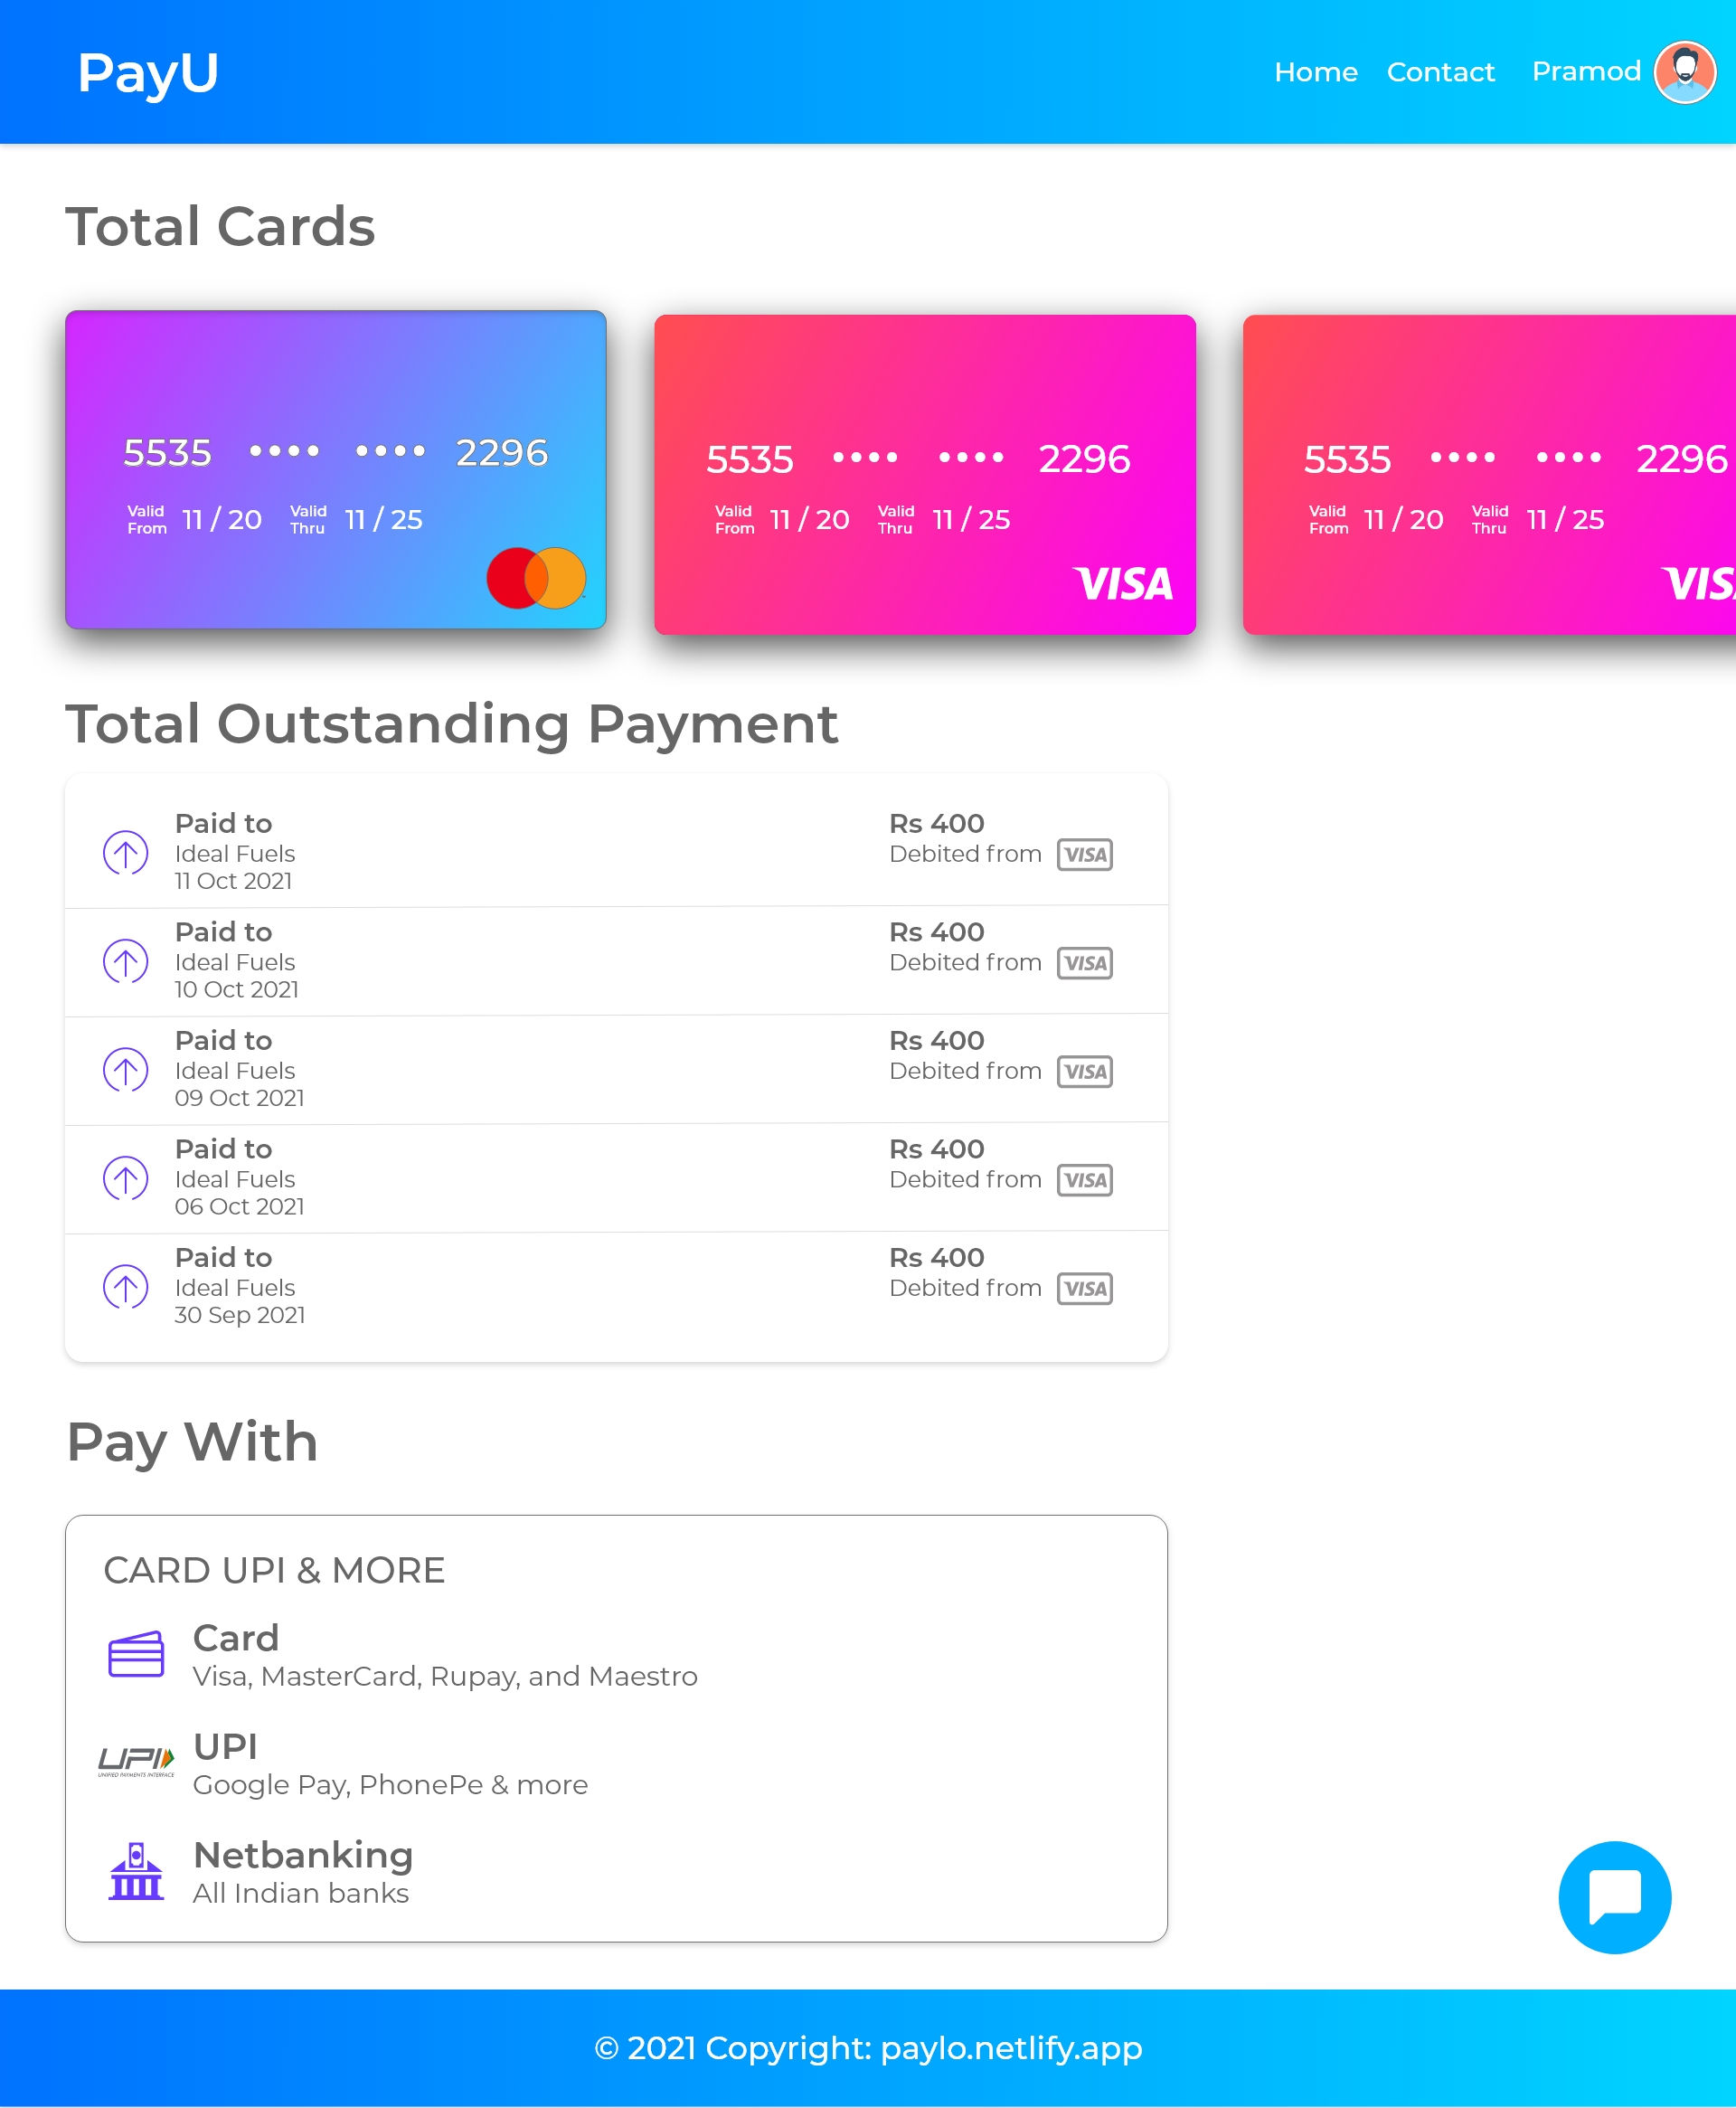 PayU
Home Contact Pramod
Total Cards
5535 •••• •••• 2296
Valid From 11 / 20 Valid Thru 11 / 25
5535 •••• •••• 2296
Valid From 11 / 20 Valid Thru 11 / 25
VISA
5535 •••• •••• 2296
Valid From 11 / 20 Valid Thru 11 / 25
VIS
Total Outstanding Payment
Paid to Rs 400
Ideal Fuels Debited from VISA
11 Oct 2021
Paid to Rs 400
Ideal Fuels Debited from VISA
10 Oct 2021
Paid to Rs 400
Ideal Fuels Debited from VISA
09 Oct 2021
Paid to Rs 400
Ideal Fuels Debited from VISA
06 Oct 2021
Paid to Rs 400
Ideal Fuels Debited from VISA
30 Sep 2021
Pay With
CARD UPI & MORE
Card
Visa, MasterCard, Rupay, and Maestro
UPI
UNIFIED PAYMENTS INTERFACE
UPI
Google Pay, PhonePe & more
Netbanking
All Indian banks
© 2021 Copyright: paylo.netlify.app